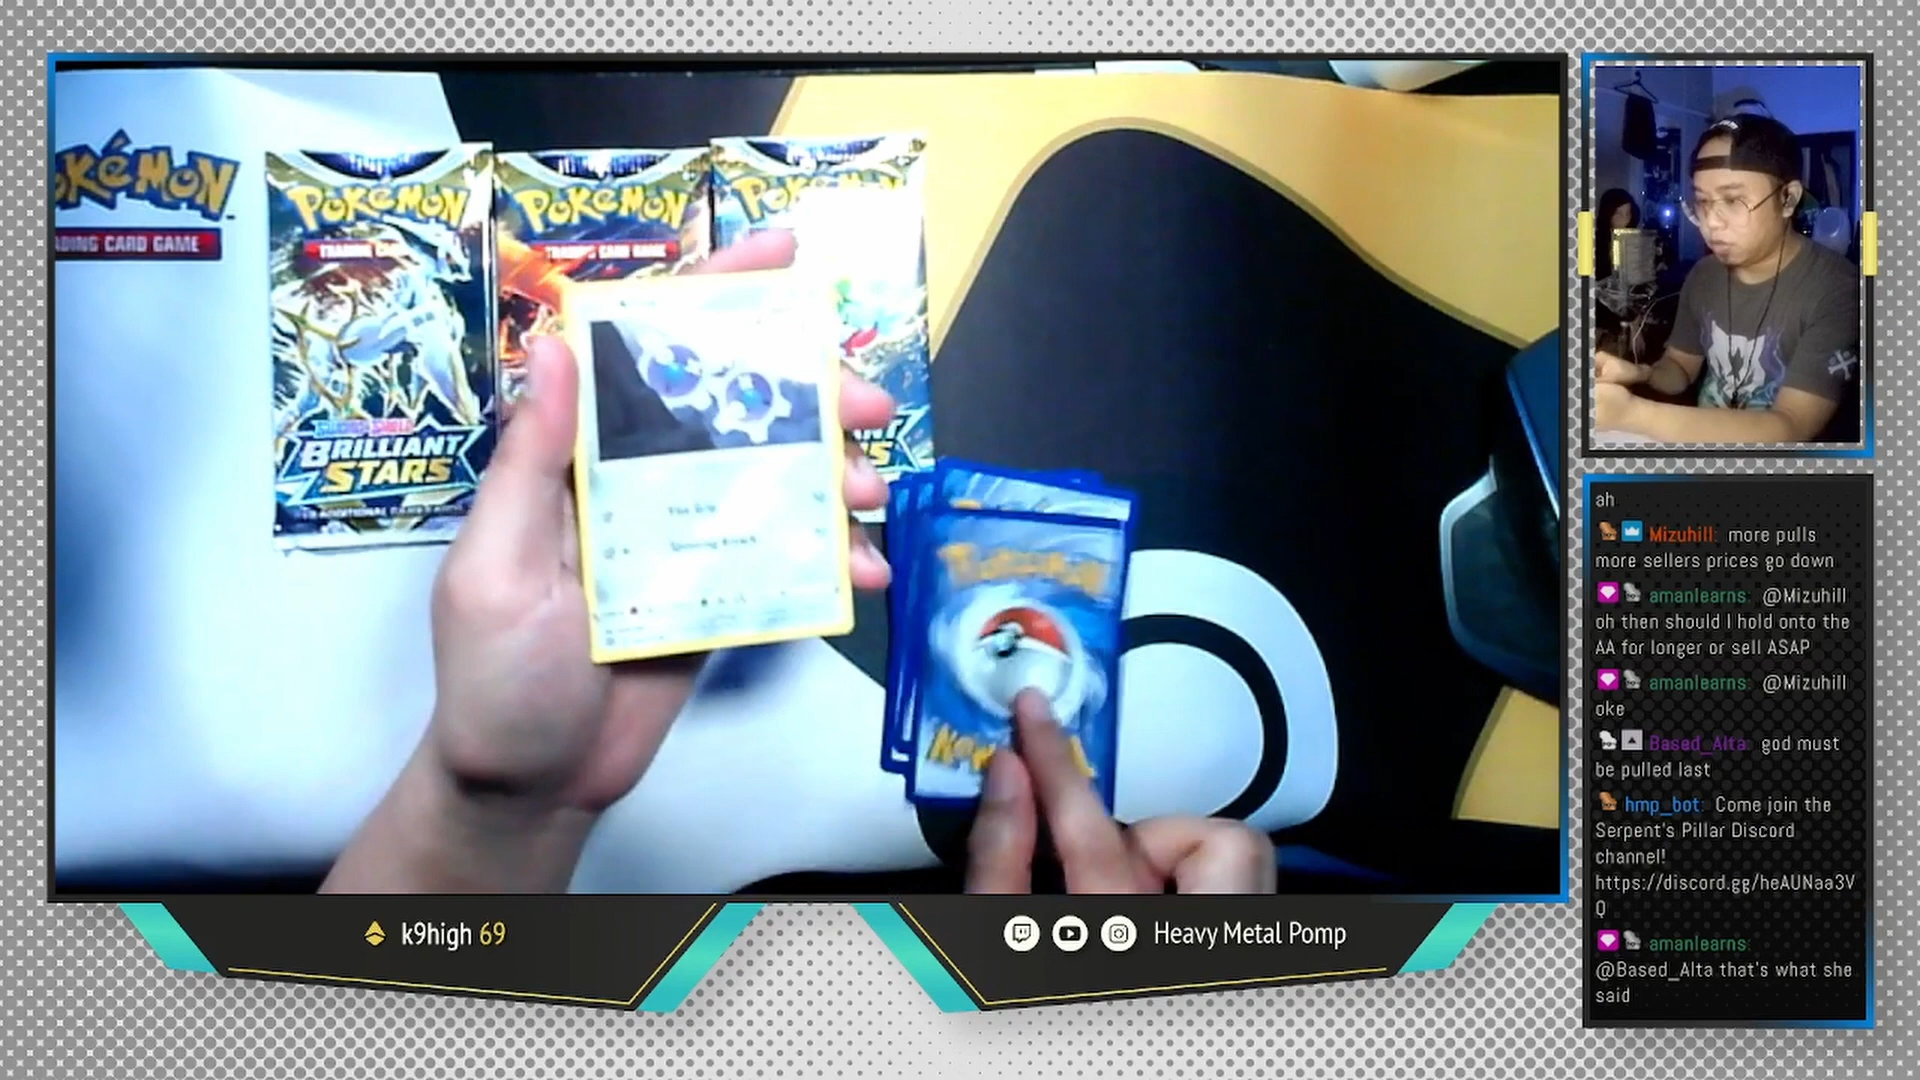 POKéMON
TRADING CARD GAME
POKéMON
BRILLIANT
STARS
POKéMON
TRADING CARD GAME
k9high 69
Heavy Metal Pomp
ah
Mizuhill: more pulls
more sellers prices go down
amanlearns: @Mizuhill
oh then should I hold onto the
AA for longer or sell ASAP
amanlearns: @Mizuhill
oke
Based_Alta: god must
be pulled last
hmp_bot: Come join the
Serpent's Pillar Discord
channel!
https://discord.gg/heAUNaa3V
Q
amanlearns:
@Based_Alta that's what she
said